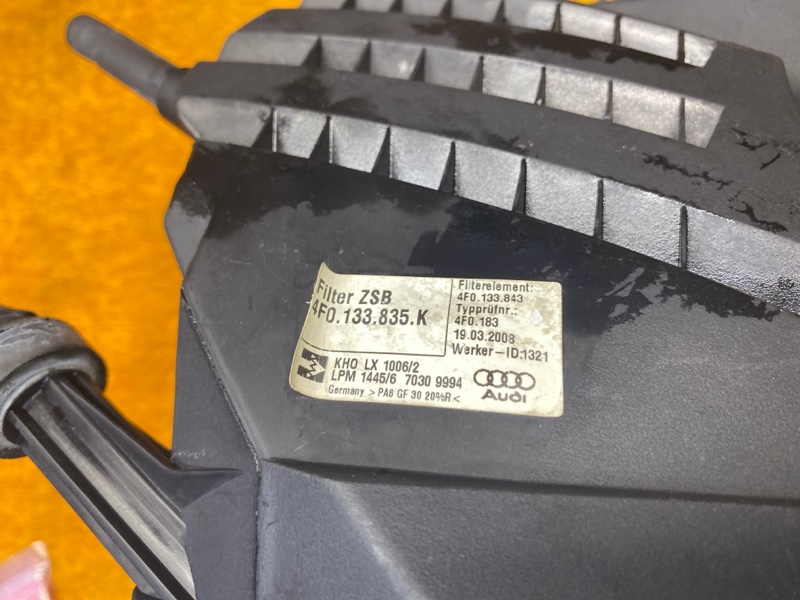 Filter ZSB
4F0.133.835.K
Filterelement:
4F0.133.843
Typprüfnr.:
4F0.183
19.03.2008
Werker-ID:1321
KHO LX 1006/2
LPM 1445/6 7030 9994
Germany > PA6 GF 30 20%R <
Audi